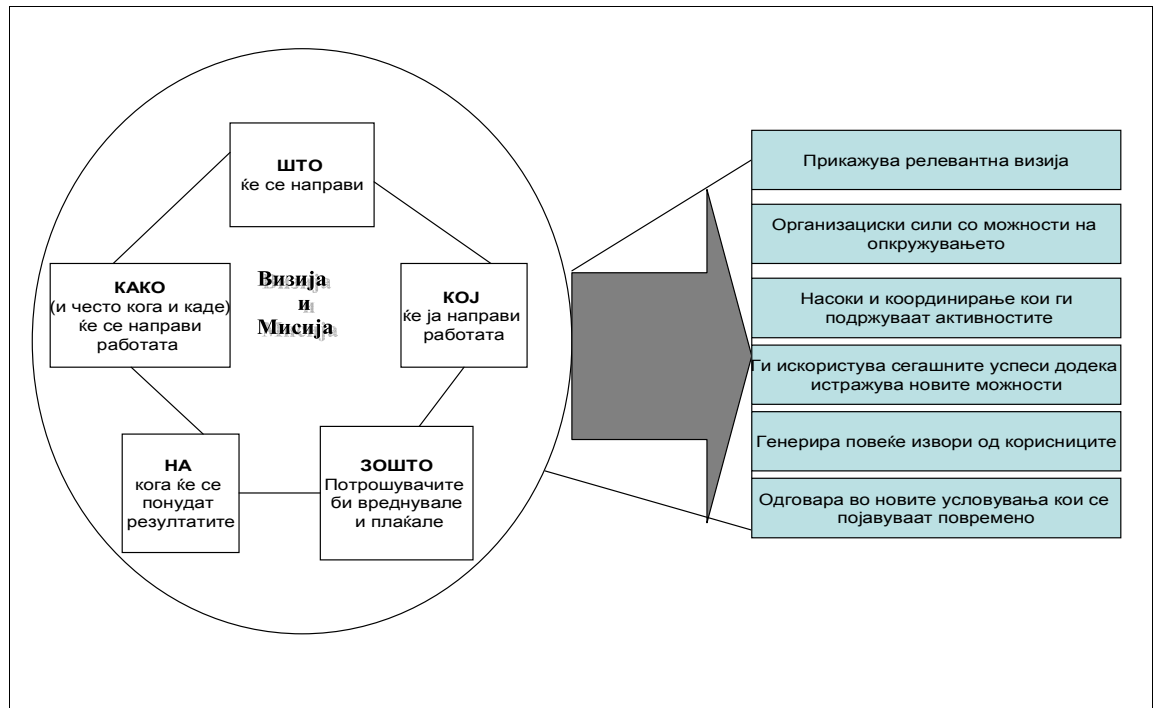 ШТО
ќе се направи
КАКО
(и често кога и каде)
ќе се направи
работата
Визија
и
Мисија
КОЈ
ќе ја направи
работата
НА
кога ќе се
понудат
резултатите
ЗОШТО
Потрошувачите
би вреднувале
и плаќале
Прикажува релевантна визија
Организациски сили со можности на
опкружувањето
Насоки и координирање кои ги
подржуваат активностите
Ги искористува сегашните успеси додека
истражува новите можности
Генерира повеќе извори од корисниците
Одговара во новите условувања кои се
појавуваат повремено